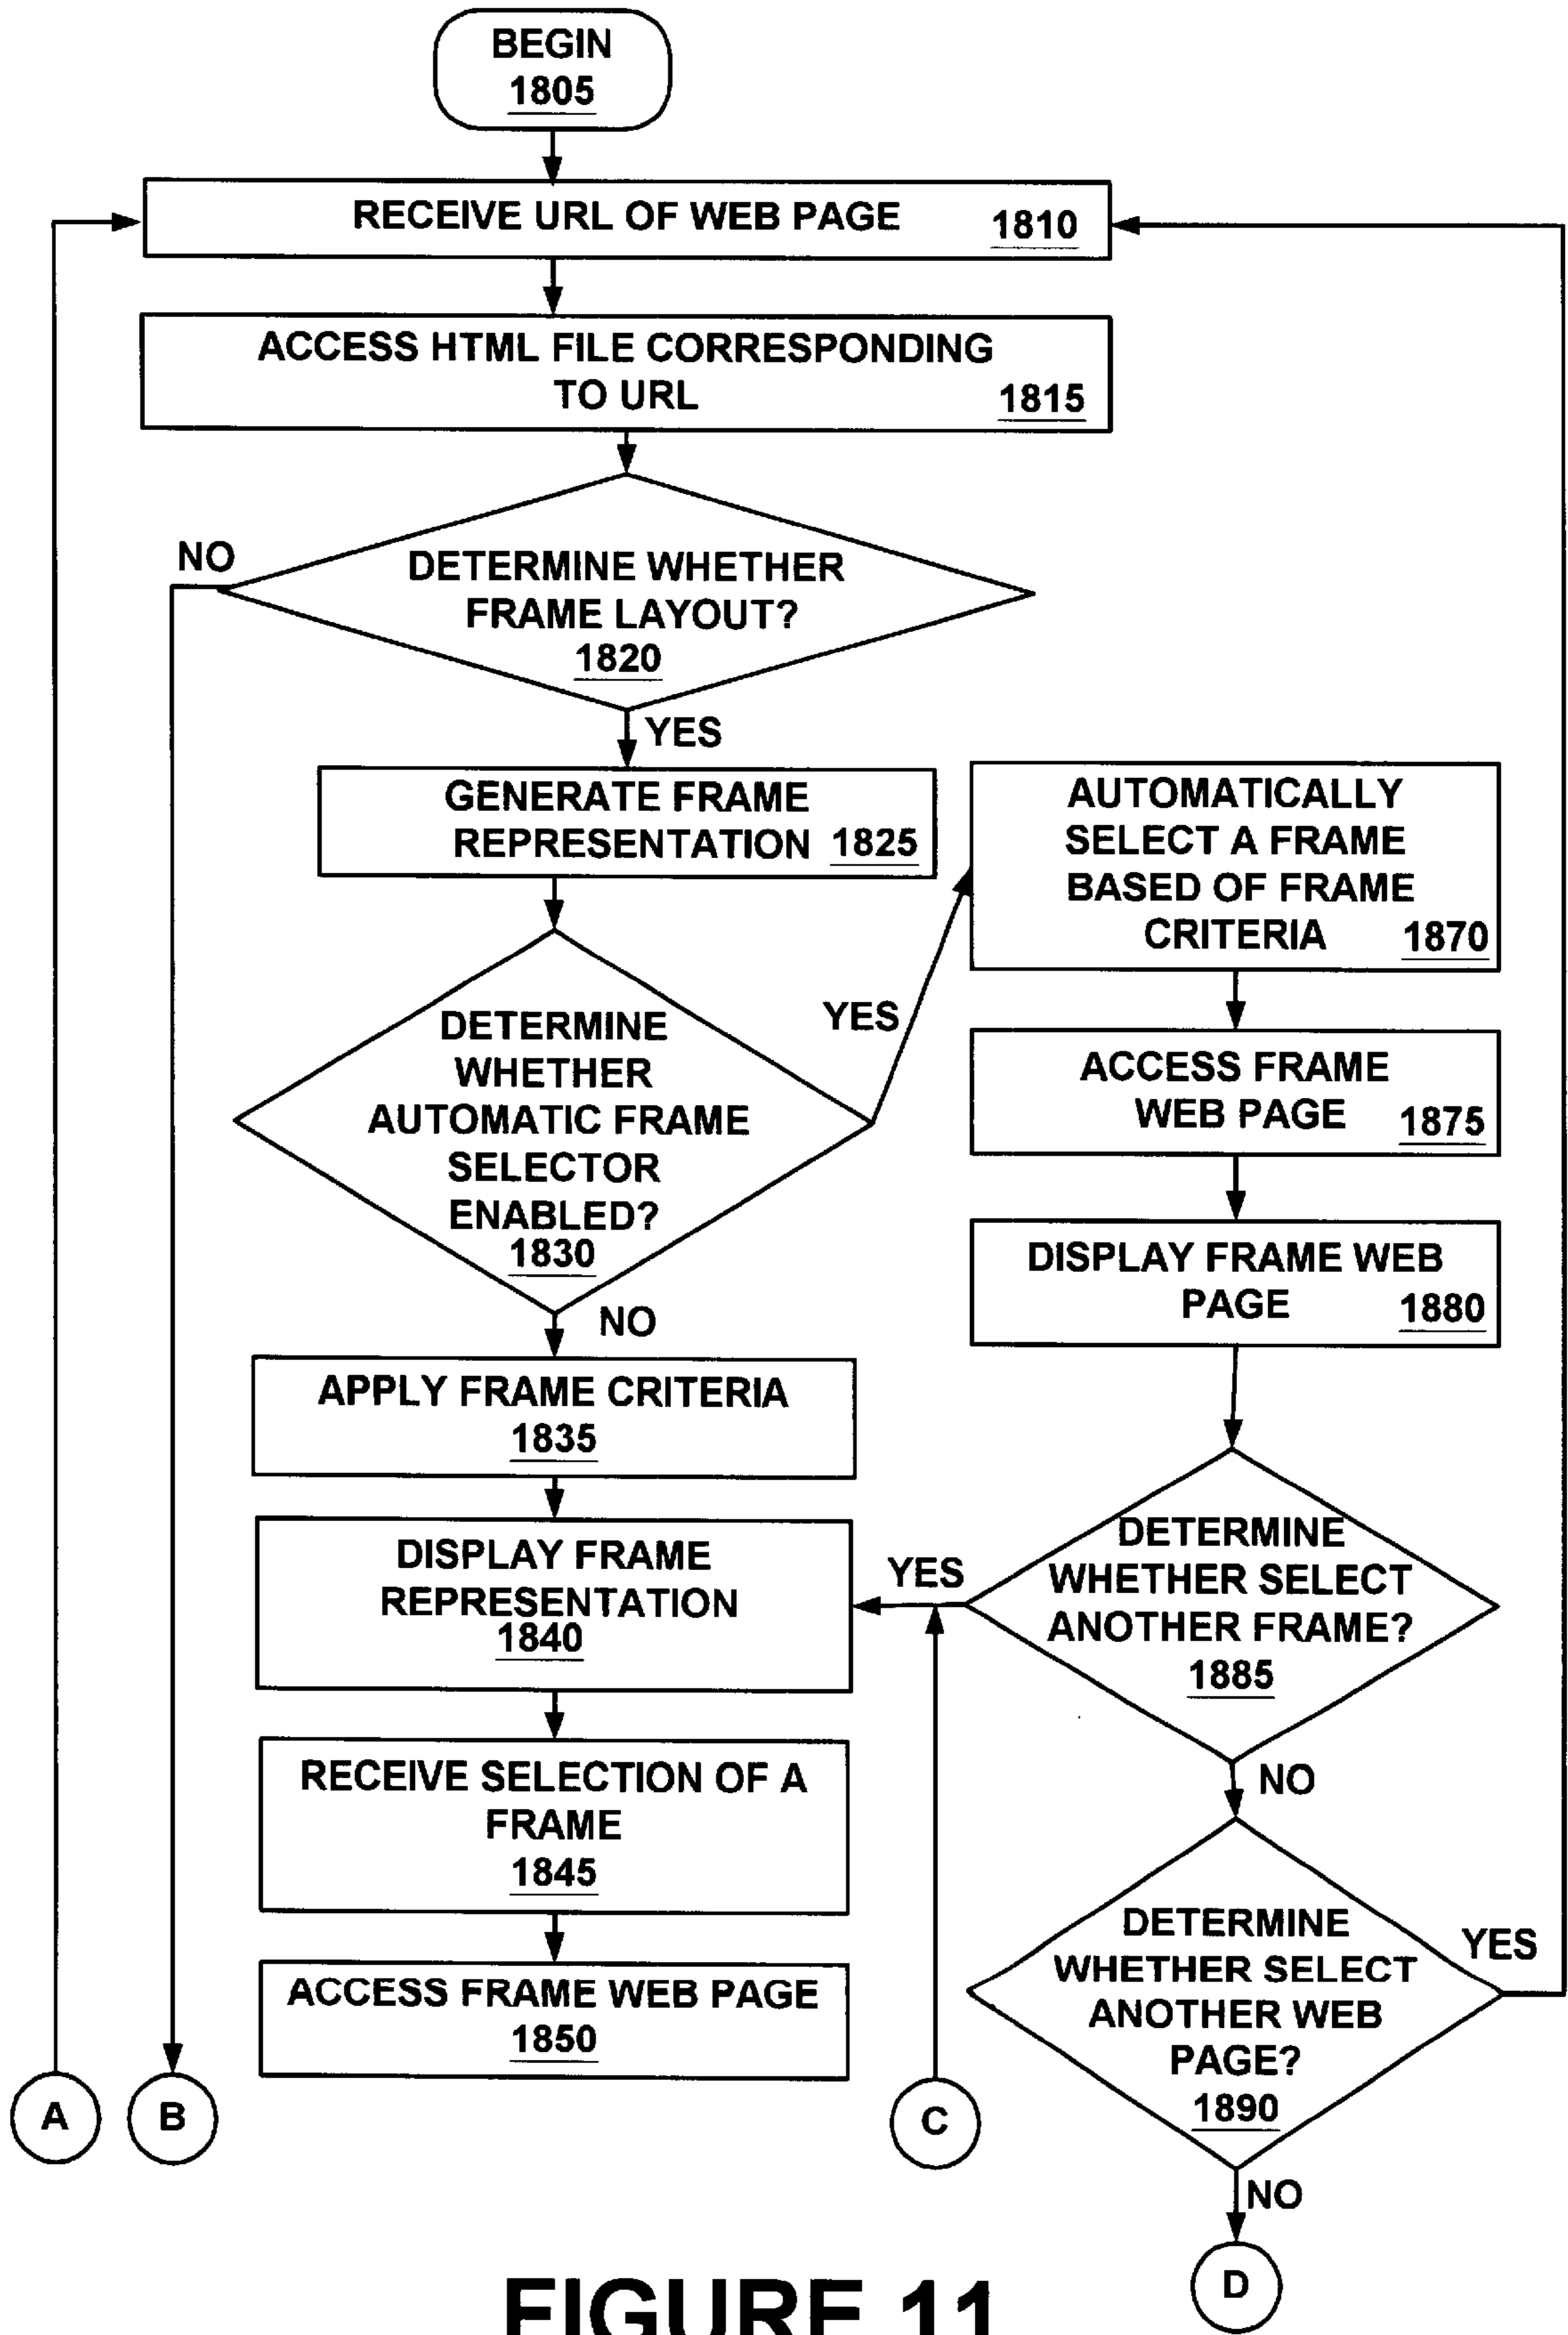 BEGIN
1805
RECEIVE URL OF WEB PAGE 1810
ACCESS HTML FILE CORRESPONDING
TO URL 1815
NO
DETERMINE WHETHER
FRAME LAYOUT?
1820
YES
GENERATE FRAME
REPRESENTATION 1825
DETERMINE
WHETHER
AUTOMATIC FRAME
SELECTOR
ENABLED?
1830
YES
NO
AUTOMATICALLY
SELECT A FRAME
BASED OF FRAME
CRITERIA 1870
ACCESS FRAME
WEB PAGE 1875
DISPLAY FRAME WEB
PAGE 1880
APPLY FRAME CRITERIA
1835
DISPLAY FRAME
REPRESENTATION
1840
YES
DETERMINE
WHETHER SELECT
ANOTHER FRAME?
1885
NO
RECEIVE SELECTION OF A
FRAME
1845
ACCESS FRAME WEB PAGE
1850
DETERMINE
WHETHER SELECT
ANOTHER WEB
PAGE?
1890
YES
NO
A
B
C
D
FIGURE 11